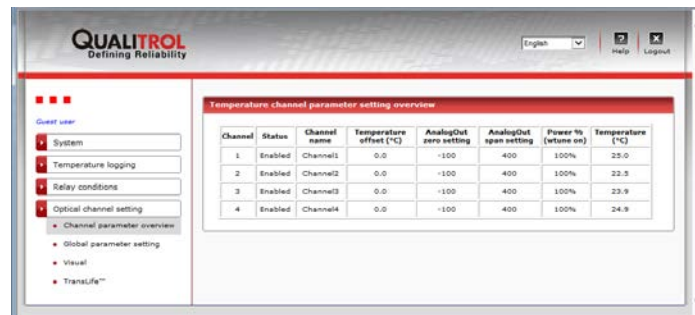 QUALITROL
Defining Reliability
English
Help
Logout
Guest user
System
Temperature logging
Relay conditions
Optical channel setting
Channel parameter overview
Global parameter setting
Visual
TransLife™
Temperature channel parameter setting overview
Channel Status Channel name Temperature offset (°C) AnalogOut zero setting AnalogOut span setting Power % (wtune on) Temperature (°C)
1 Enabled Channel1 0.0 -100 400 100% 25.0
2 Enabled Channel2 0.0 -100 400 100% 22.5
3 Enabled Channel3 0.0 -100 400 100% 23.9
4 Enabled Channel4 0.0 -100 400 100% 24.9